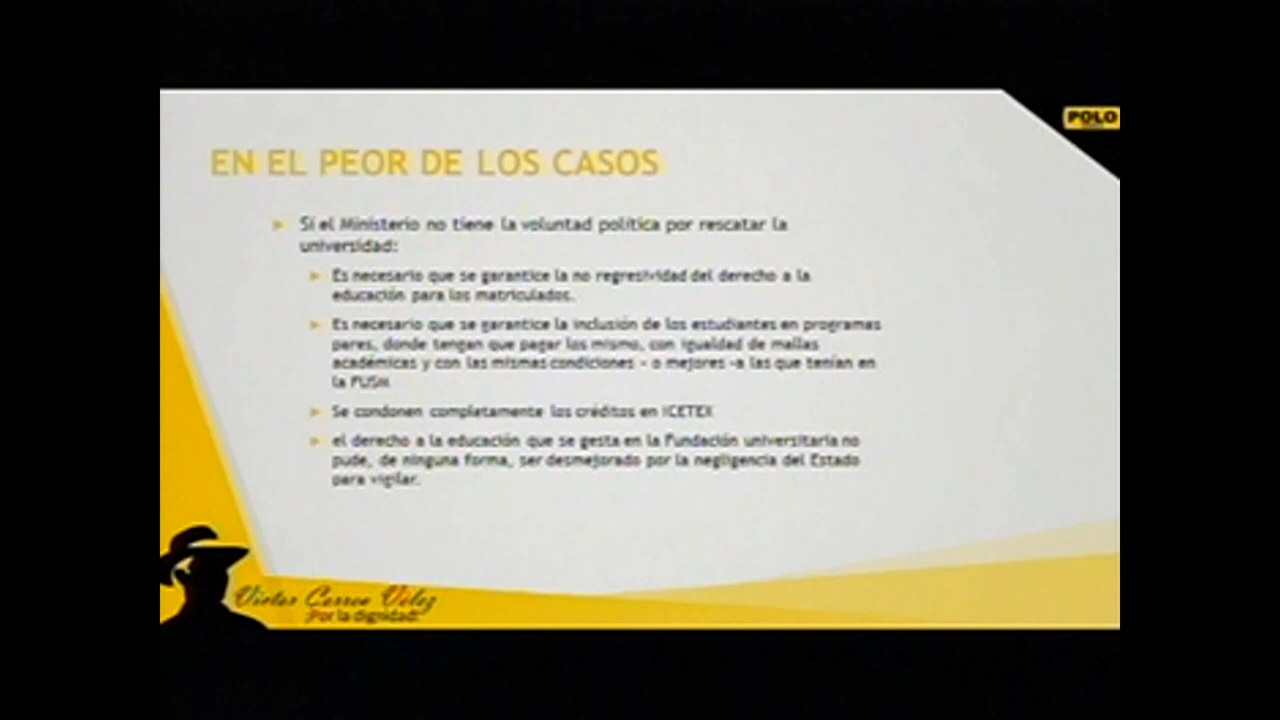 POLO
EN EL PEOR DE LOS CASOS
Si el Ministerio no tiene la voluntad política por rescatar la
universidad:
Es necesario que se garantice la no regresividad del derecho a la
educación para los matriculados.
Es necesario que se garantice la inclusión de los estudiantes en programas
pares, donde tengan que pagar los mismo, con igualdad de mallas
académicas y con las mismas condiciones - o mejores -a las que tenían en
la FUSM
Se condonen completamente los créditos en ICETEX
el derecho a la educación que se gesta en la Fundación universitaria no
pude, de ninguna forma, ser desmejorado por la negligencia del Estado
para vigilar.
Víctor Correa Vélez
¡Por la dignidad!